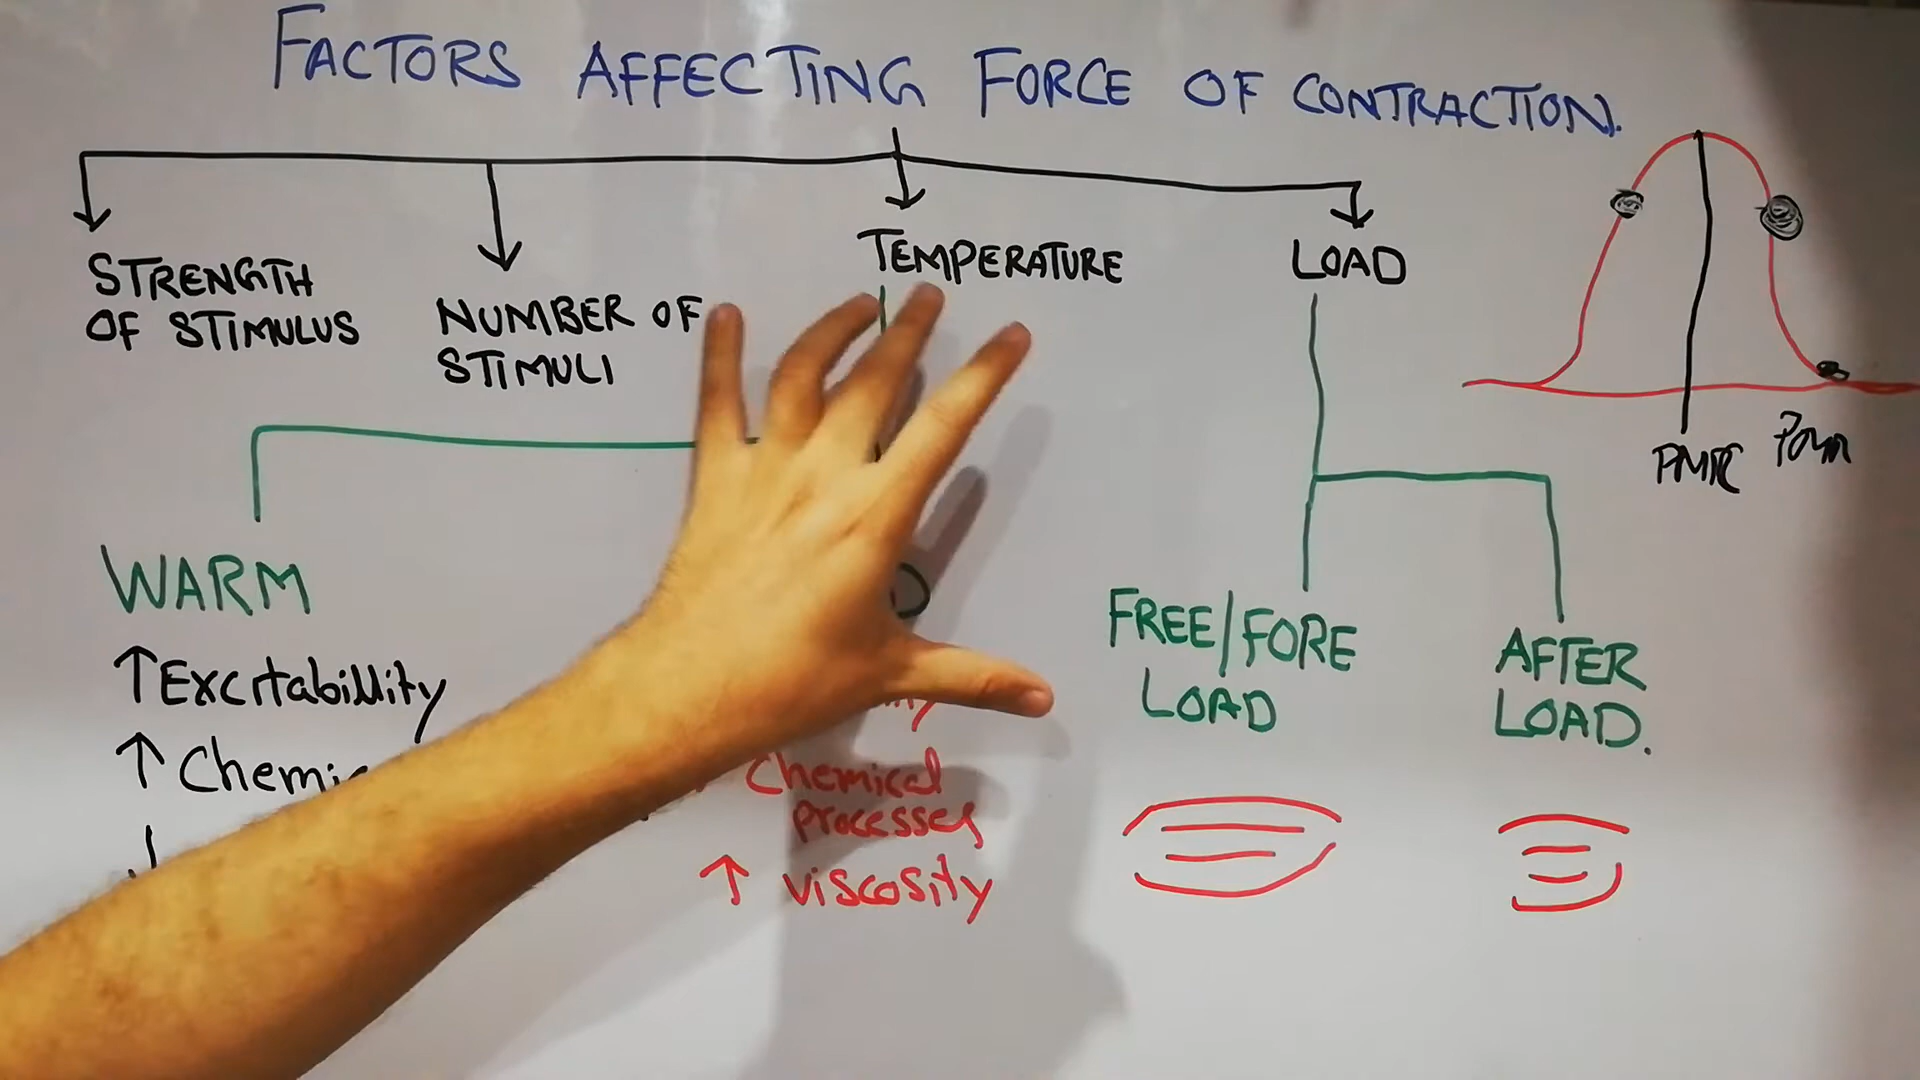 FACTORS AFFECTING FORCE OF CONTRACTION.
STRENGTH
OF STIMULUS
NUMBER OF
STIMULI
TEMPERATURE
LOAD
PMR
WARM
↑ Excitability
↑
FREE/FORE
LOAD
AFTER
LOAD.
Chemical
processes
↑ viscosity